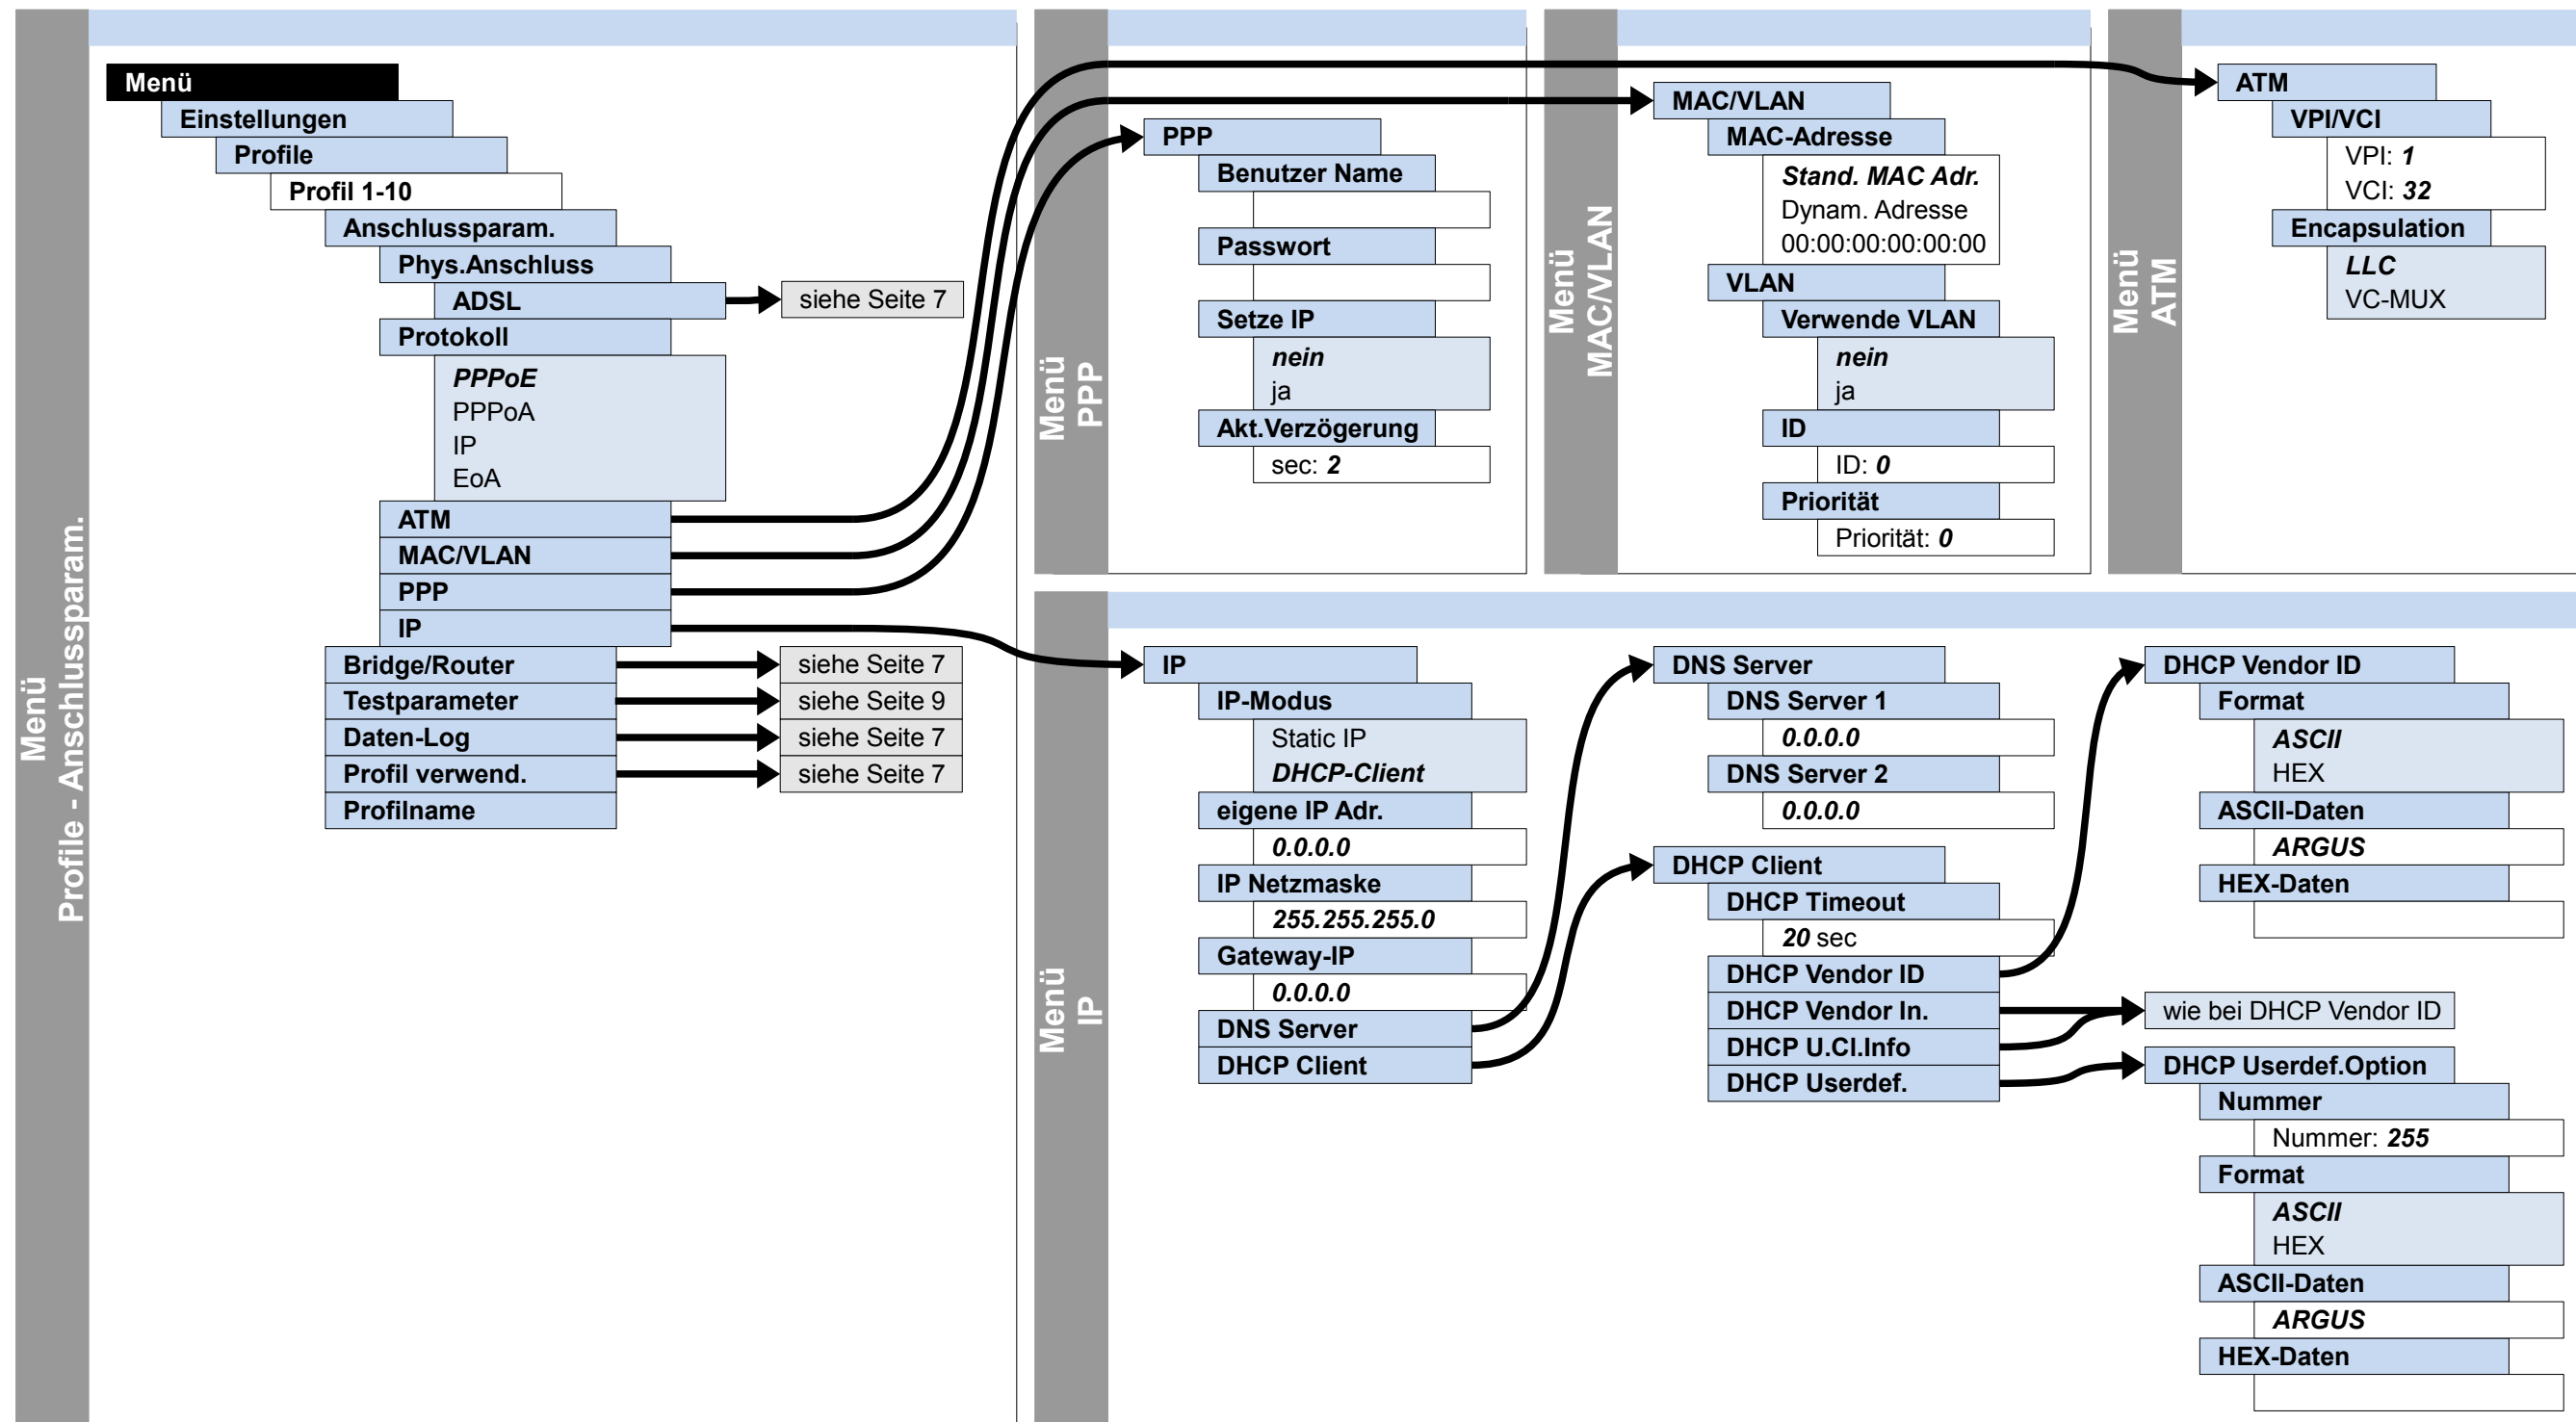 Menü
Profile - Anschlussparam.
Menü
Einstellungen
Profile
Profil 1-10
Anschlussparam.
Phys.Anschluss
ADSL
siehe Seite 7
Protokoll
PPPoE
PPPoA
IP
EoA
ATM
MAC/VLAN
PPP
IP
Bridge/Router
siehe Seite 7
Testparameter
siehe Seite 9
Daten-Log
siehe Seite 7
Profil verwend.
siehe Seite 7
Profilname
Menü
PPP
PPP
Benutzer Name
Passwort
Setze IP
nein
ja
Akt.Verzögerung
sec: 2
Menü
MAC/VLAN
MAC/VLAN
MAC-Adresse
Stand. MAC Adr.
Dynam. Adresse
00:00:00:00:00:00
VLAN
Verwende VLAN
nein
ja
ID
ID: 0
Priorität
Priorität: 0
Menü
ATM
ATM
VPI/VCI
VPI: 1
VCI: 32
Encapsulation
LLC
VC-MUX
Menü
IP
IP
IP-Modus
Static IP
DHCP-Client
eigene IP Adr.
0.0.0.0
IP Netzmaske
255.255.255.0
Gateway-IP
0.0.0.0
DNS Server
DHCP Client
DNS Server
DNS Server 1
0.0.0.0
DNS Server 2
0.0.0.0
DHCP Client
DHCP Timeout
20 sec
DHCP Vendor ID
DHCP Vendor In.
DHCP U.Cl.Info
DHCP Userdef.
DHCP Vendor ID
Format
ASCII
HEX
ASCII-Daten
ARGUS
HEX-Daten
wie bei DHCP Vendor ID
DHCP Userdef.Option
Nummer
Nummer: 255
Format
ASCII
HEX
ASCII-Daten
ARGUS
HEX-Daten